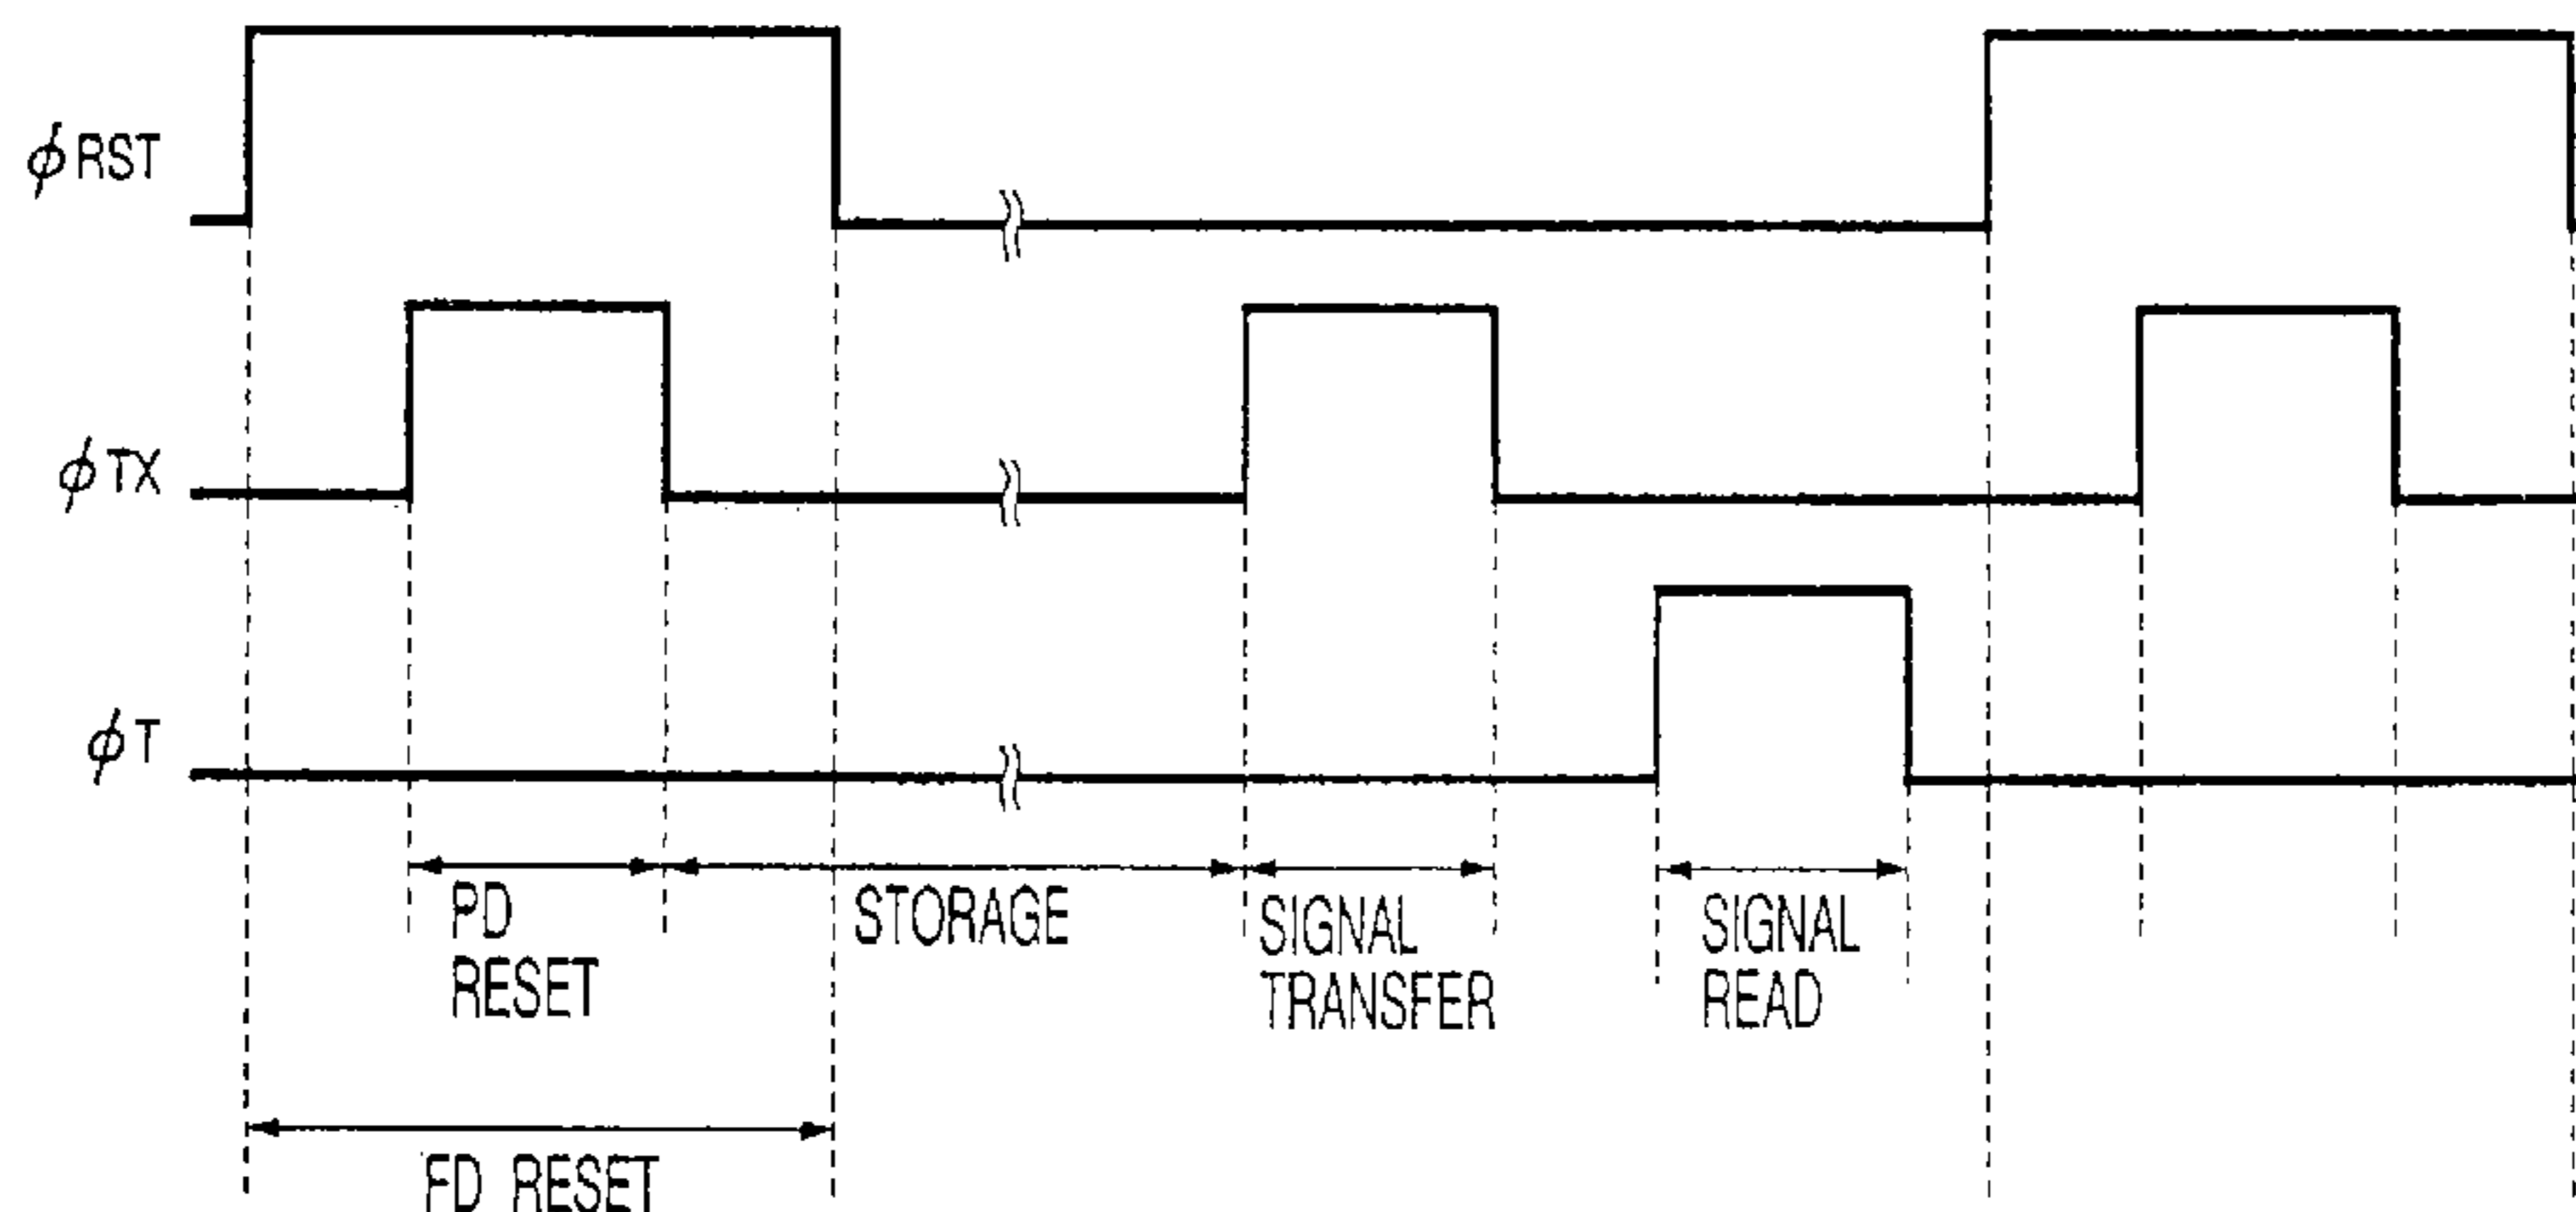 ϕRST
ϕTX
ϕT
PD
RESET
STORAGE
SIGNAL
TRANSFER
SIGNAL
READ
FD RESET